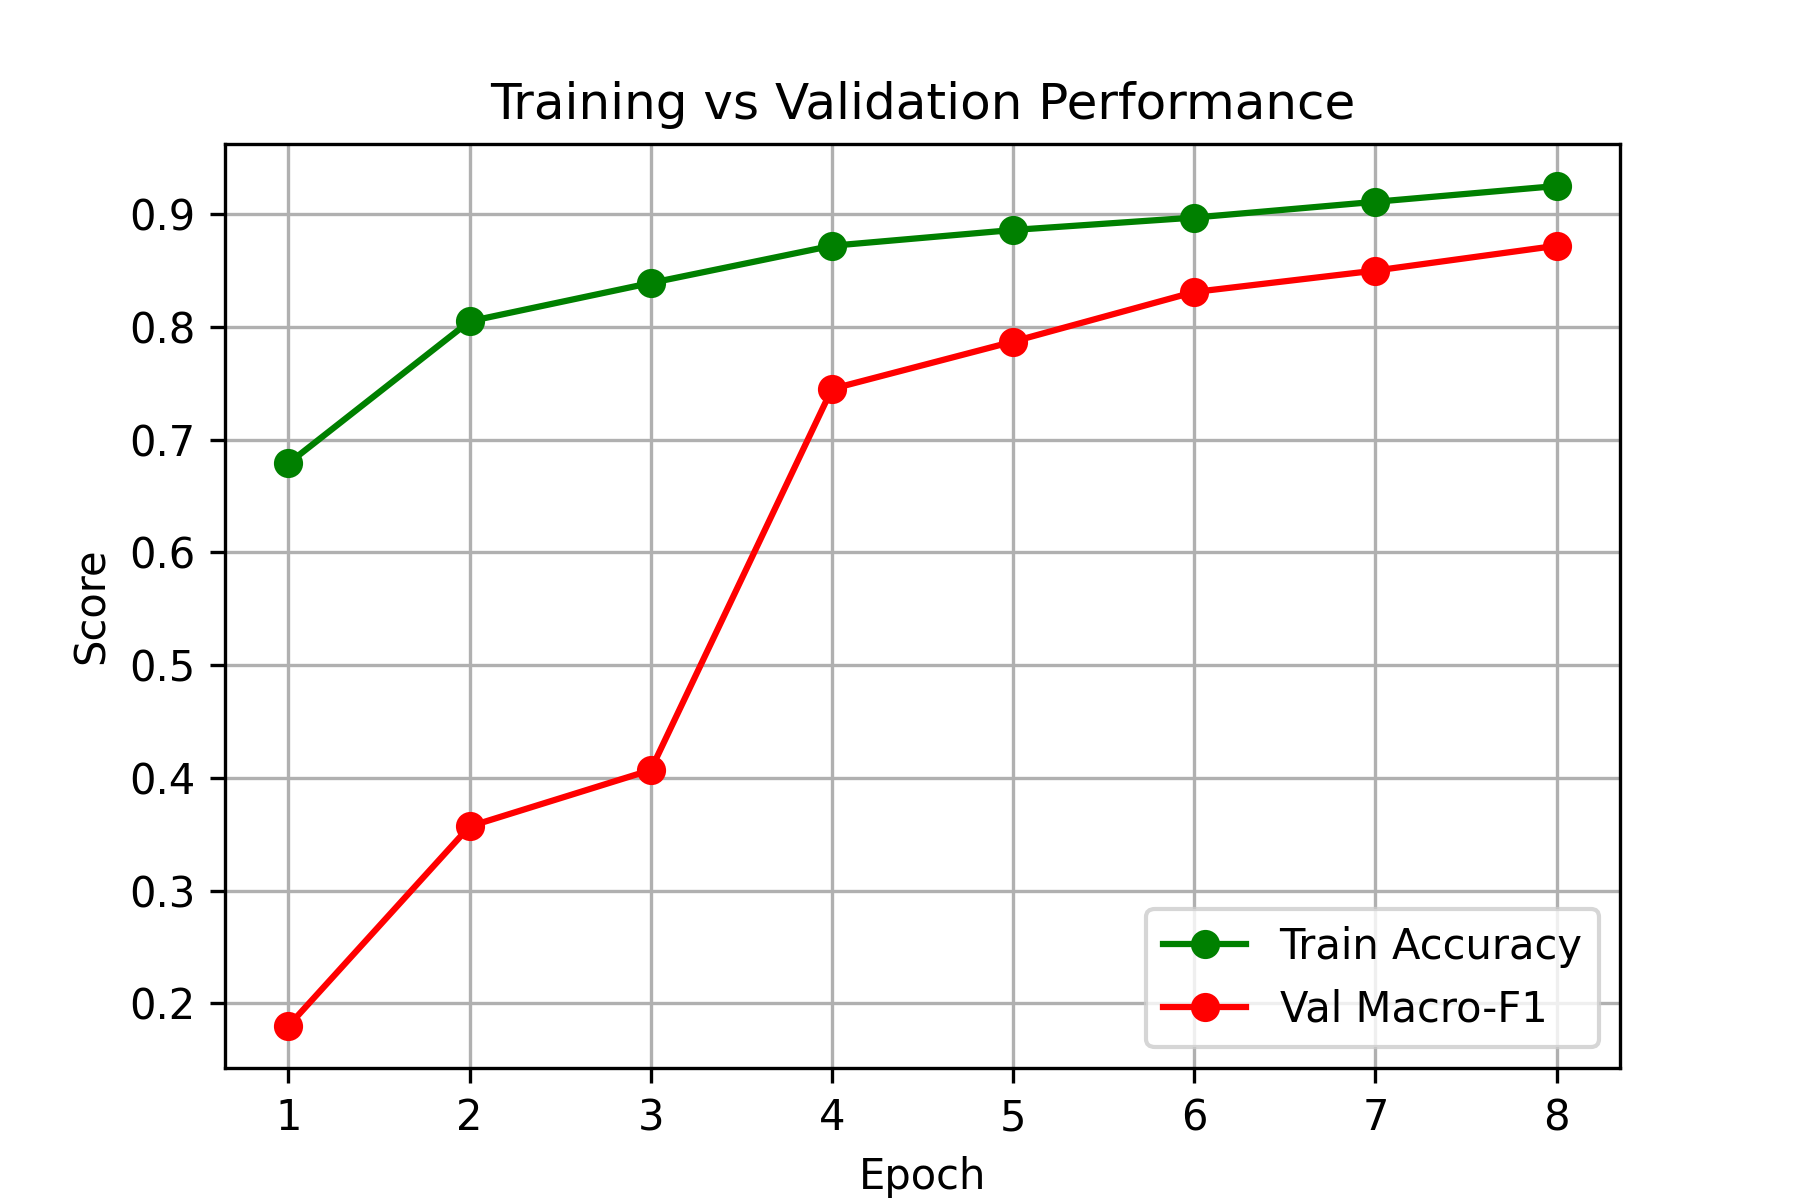 Training vs Validation Performance
Score
0.9
0.8
0.7
0.6
0.5
0.4
0.3
0.2
Train Accuracy
Val Macro-F1
1 2 3 4 5 6 7 8
Epoch